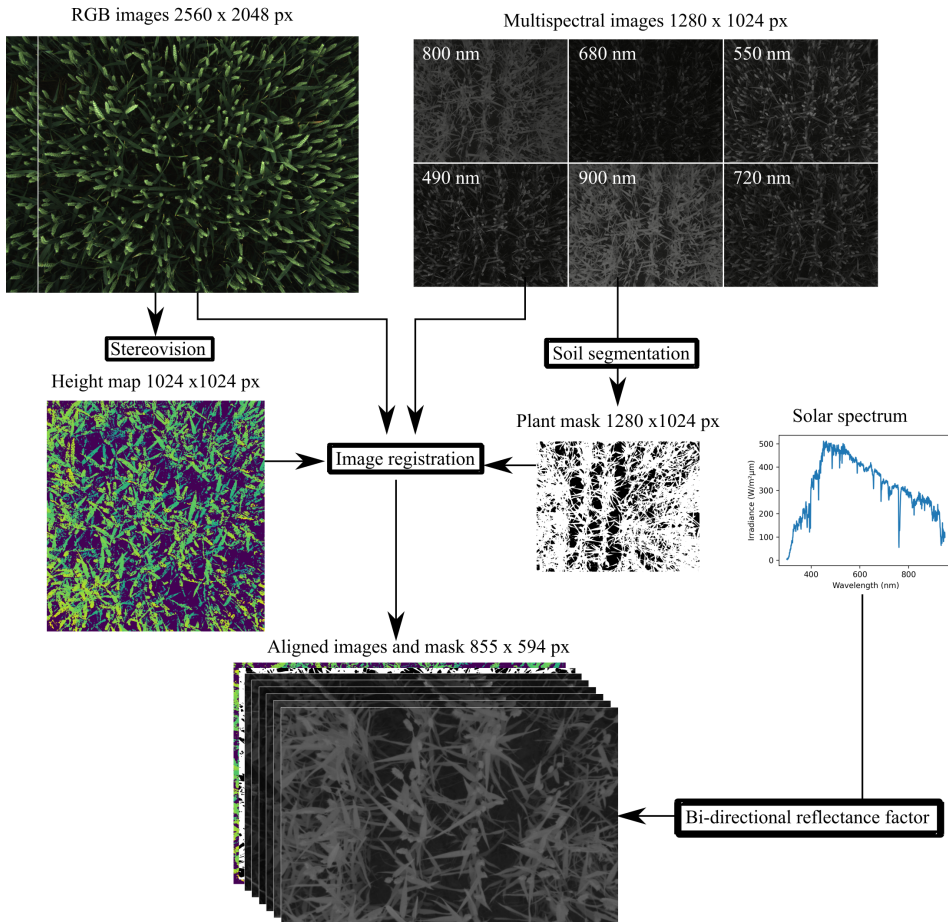 RGB images 2560 x 2048 px
Multispectral images 1280 x 1024 px
800 nm
680 nm
550 nm
490 nm
900 nm
720 nm
Stereovision
Soil segmentation
Height map 1024 x1024 px
Plant mask 1280 x1024 px
Solar spectrum
Image registration
Irradiance (W/m²µm)
500
400
300
200
100
0
400
600
800
Wavelength (nm)
Aligned images and mask 855 x 594 px
Bi-directional reflectance factor